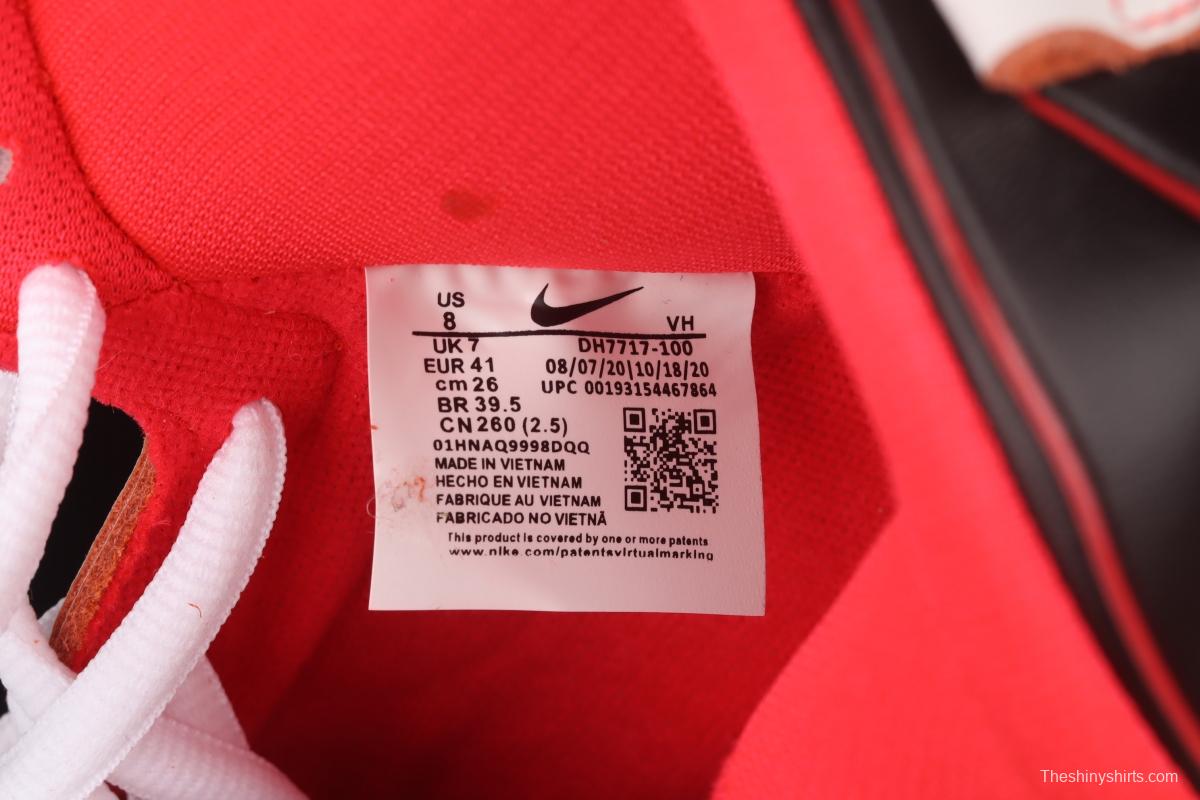 US
8
VH
UK 7
DH7717-100
EUR 41
08/07/20|10/18/20
cm 26
UPC 00193154467864
BR 39.5
CN 260 (2.5)
01HNAQ9998DQQ
MADE IN VIETNAM
HECHO EN VIETNAM
FABRIQUE AU VIETNAM
FABRICADO NO VIETNÃ
This product is covered by one or more patents
www.nike.com/patentsvirtualmarking
Theshinyshirts.com